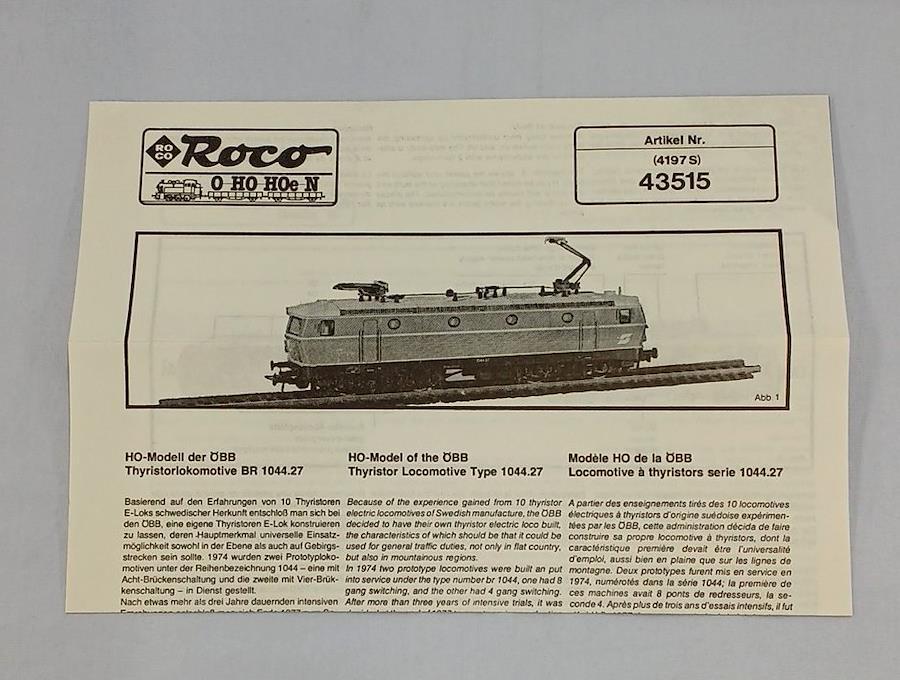 ROCO
Roco
O HO HOe N
Artikel Nr.
(4197 S)
43515
Abb. 1
HO-Modell der ÖBB
Thyristorlokomotive BR 1044.27
Basierend auf den Erfahrungen von 10 Thyristoren
E-Loks schwedischer Herkunft entschloß man sich bei
den ÖBB, eine eigene Thyristoren E-Lok konstruieren
zu lassen, deren Hauptmerkmal universelle Einsatz-
möglichkeit sowohl in der Ebene als auch auf Gebirgs-
strecken sein sollte. 1974 wurden zwei Prototyploko-
motiven unter der Reihenbezeichnung 1044 – eine mit
Acht-Brückenschaltung und die zweite mit Vier-Brük-
kenschaltung – in Dienst gestellt.
Nach etwas mehr als drei Jahre dauernden intensiven
HO-Model of the ÖBB
Thyristor Locomotive Type 1044.27
Because of the experience gained from 10 thyristor
electric locomotives of Swedish manufacture, the ÖBB
decided to have their own thyristor electric loco built,
the characteristics of which should be that it could be
used for general traffic duties, not only in flat country,
but also in mountainous regions.
In 1974 two prototype locomotives were built an put
into service under the type number br 1044, one had 8
gang switching, and the other had 4 gang switching.
After more than three years of intensive trials, it was
Modèle HO de la ÖBB
Locomotive à thyristors serie 1044.27
A partir des enseignements tirés des 10 locomotives
électriques à thyristors d'origine suédoise expérimen-
tées par les ÖBB, cette administration décida de faire
construire sa propre locomotive à thyristors, dont la
caractéristique première devait être l'universalité
d'emploi, aussi bien en plaine que sur les lignes de
montagne. Deux prototypes furent mis en service en
1974, numérotés dans la série 1044; la première de
ces machines avait 8 ponts de redresseurs, la se-
conde 4. Après plus de trois ans d'essais intensifs, il fut